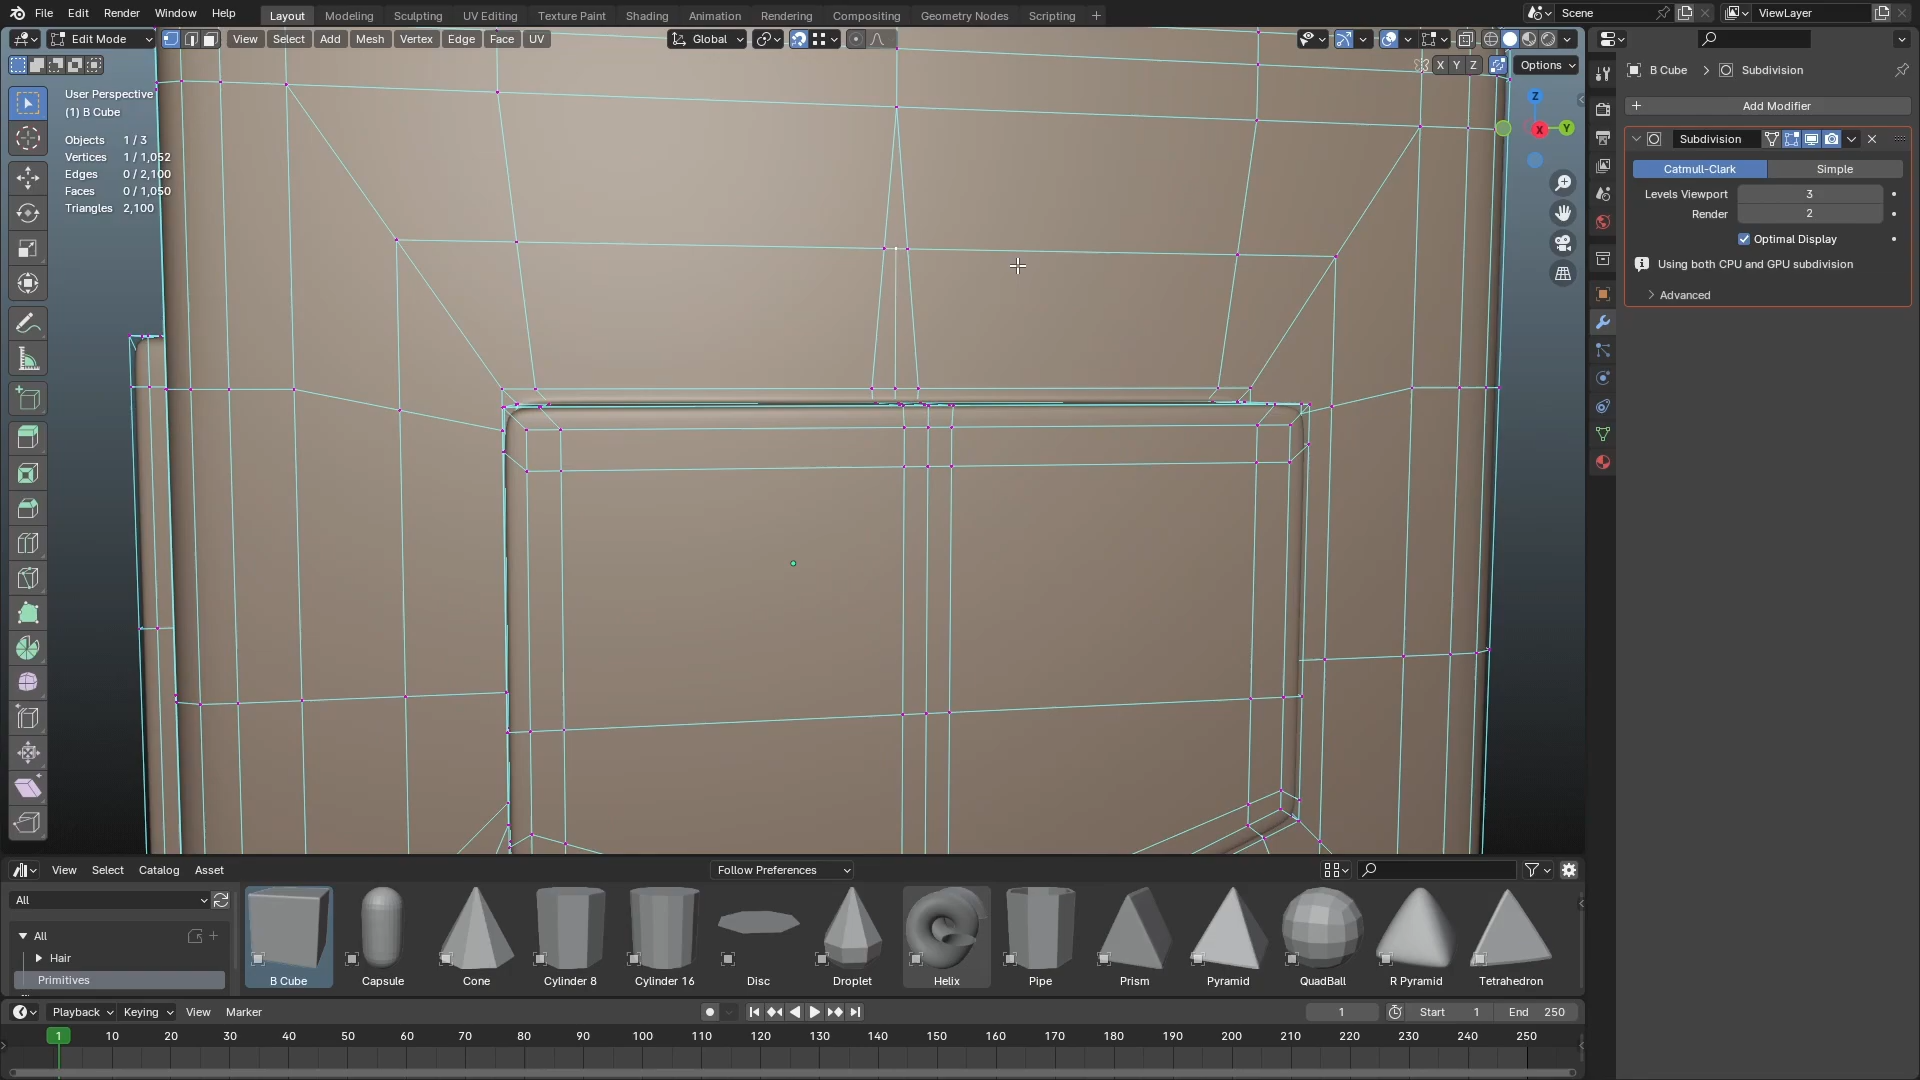 File Edit Render Window Help Layout Modeling Sculpting UV Editing Texture Paint Shading Animation Rendering Compositing Geometry Nodes Scripting + Scene ViewLayer
Edit Mode View Select Add Mesh Vertex Edge Face UV Global
X Y Z Options
User Perspective
(1) B Cube
Objects 1 / 3
Vertices 1 / 1,052
Edges 0 / 2,100
Faces 0 / 1,050
Triangles 2,100
Z
X
Y
B Cube Subdivision
Add Modifier
Subdivision
Catmull-Clark Simple
Levels Viewport 3
Render 2
Optimal Display
Using both CPU and GPU subdivision
Advanced
View Select Catalog Asset Follow Preferences
All
All
Hair
Primitives
B Cube Capsule Cone Cylinder 8 Cylinder 16 Disc Droplet Helix Pipe Prism Pyramid QuadBall R Pyramid Tetrahedron
Playback Keying View Marker 1 Start 1 End 250
1 10 20 30 40 50 60 70 80 90 100 110 120 130 140 150 160 170 180 190 200 210 220 230 240 250